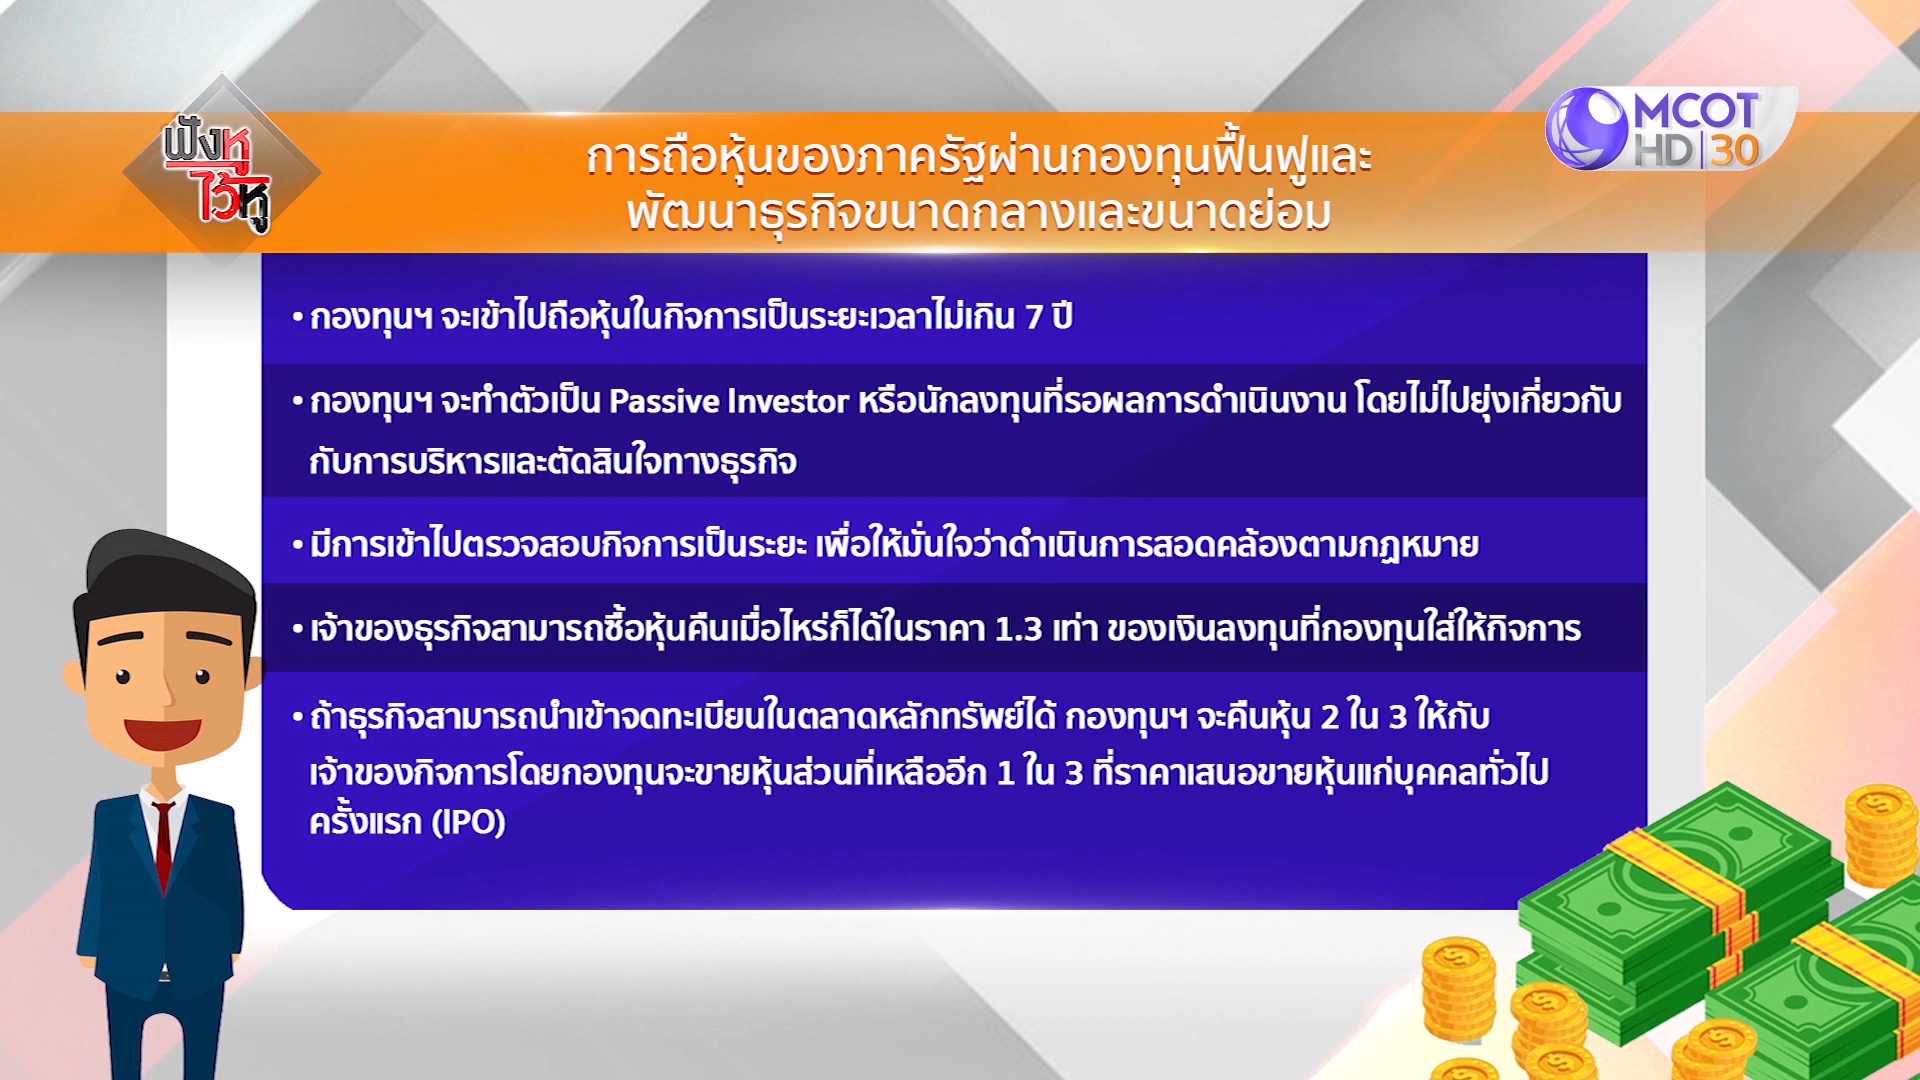 ฟังหู
ไว้หู
MCOT
HD|30
การถือหุ้นของภาครัฐผ่านกองทุนฟื้นฟูและ
พัฒนาธุรกิจขนาดกลางและขนาดย่อม
• กองทุนฯ จะเข้าไปถือหุ้นในกิจการเป็นระยะเวลาไม่เกิน 7 ปี
• กองทุนฯ จะทำตัวเป็น Passive Investor หรือนักลงทุนที่รอผลการดำเนินงาน โดยไม่ไปยุ่งเกี่ยวกับ
กับการบริหารและตัดสินใจทางธุรกิจ
• มีการเข้าไปตรวจสอบกิจการเป็นระยะ เพื่อให้มั่นใจว่าดำเนินการสอดคล้องตามกฎหมาย
• เจ้าของธุรกิจสามารถซื้อหุ้นคืนเมื่อไหร่ก็ได้ในราคา 1.3 เท่า ของเงินลงทุนที่กองทุนใส่ให้กิจการ
• ถ้าธุรกิจสามารถนำเข้าจดทะเบียนในตลาดหลักทรัพย์ได้ กองทุนฯ จะคืนหุ้น 2 ใน 3 ให้กับ
เจ้าของกิจการโดยกองทุนจะขายหุ้นส่วนที่เหลืออีก 1 ใน 3 ที่ราคาเสนอขายหุ้นแก่บุคคลทั่วไป
ครั้งแรก (IPO)